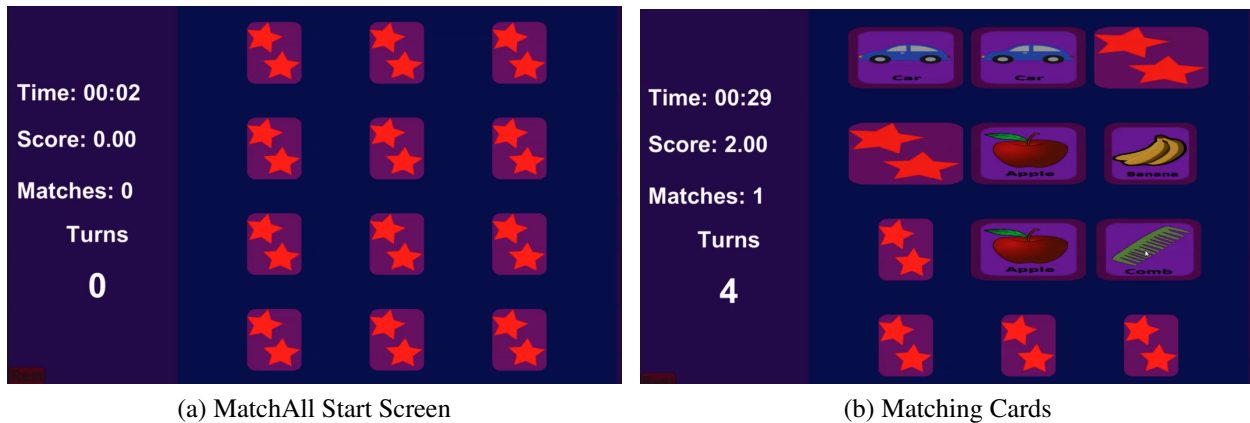 Time: 00:02
Score: 0.00
Matches: 0
Turns
0
(a) MatchAll Start Screen
Time: 00:29
Score: 2.00
Matches: 1
Turns
4
Car
Car
Apple
Banana
Apple
Comb
(b) Matching Cards